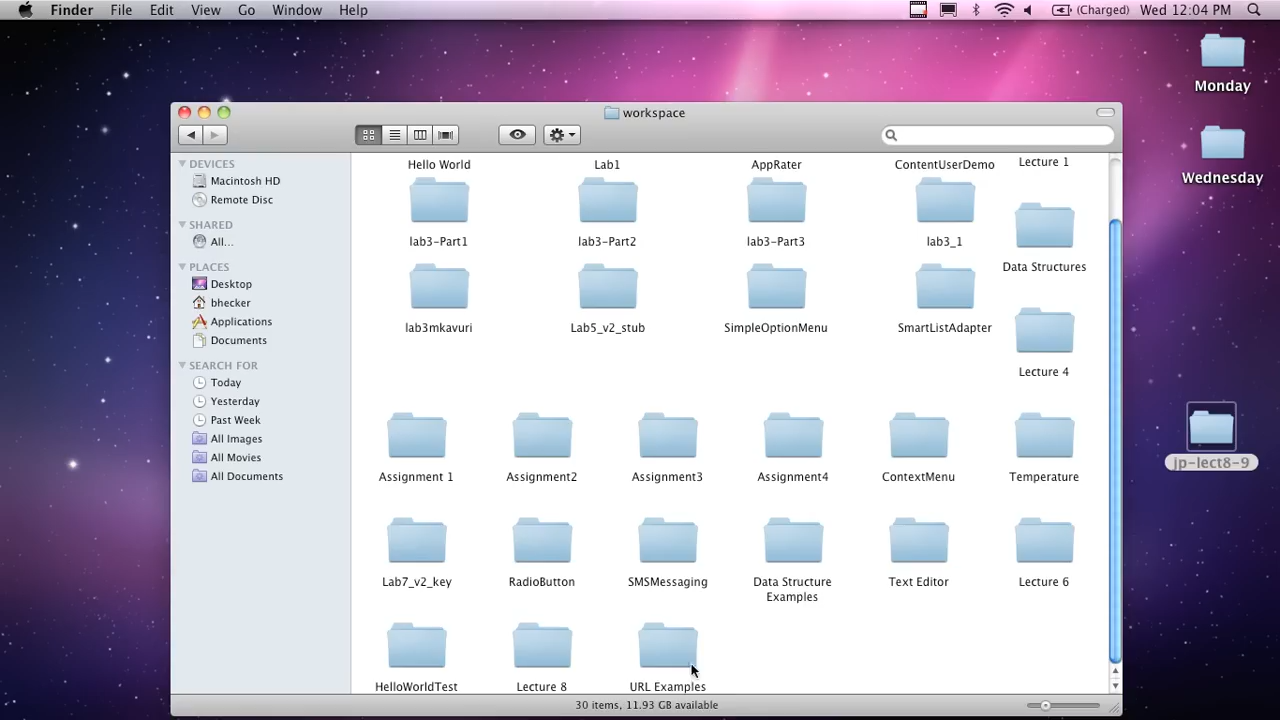 Finder File Edit View Go Window Help (Charged) Wed 12:04 PM
Monday
Wednesday
jp-lect8-9
workspace
DEVICES
Macintosh HD
Remote Disc
SHARED
All...
PLACES
Desktop
bhecker
Applications
Documents
SEARCH FOR
Today
Yesterday
Past Week
All Images
All Movies
All Documents
Hello World Lab1 AppRater ContentUserDemo Lecture 1
lab3-Part1 lab3-Part2 lab3-Part3 lab3_1
Data Structures
lab3mkavuri Lab5_v2_stub SimpleOptionMenu SmartListAdapter
Lecture 4
Assignment 1 Assignment2 Assignment3 Assignment4 ContextMenu Temperature
Lab7_v2_key RadioButton SMSMessaging Data Structure Text Editor Lecture 6
Examples
HelloWorldTest Lecture 8 URL Examples
30 items, 11.93 GB available